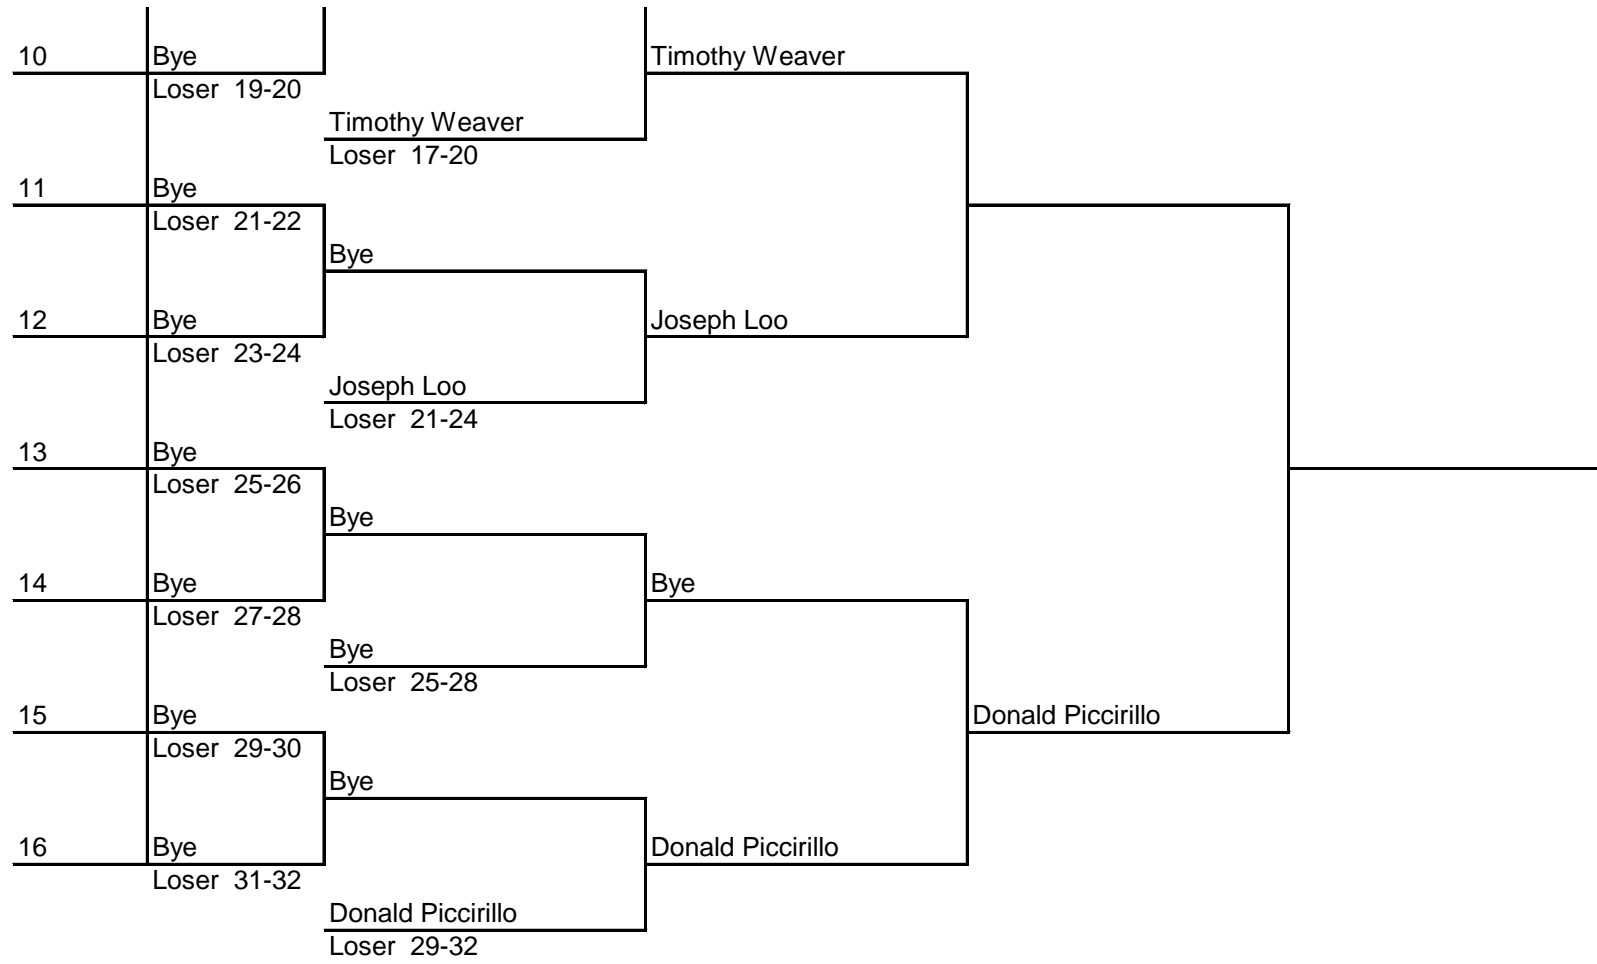 10 Bye Timothy Weaver
Loser 19-20
Timothy Weaver
Loser 17-20
11 Bye
Loser 21-22
Bye
12 Bye Joseph Loo
Loser 23-24
Joseph Loo
Loser 21-24
13 Bye
Loser 25-26
Bye
14 Bye Bye
Loser 27-28
Bye
Loser 25-28
15 Bye Donald Piccirillo
Loser 29-30
Bye
16 Bye Donald Piccirillo
Loser 31-32
Donald Piccirillo
Loser 29-32